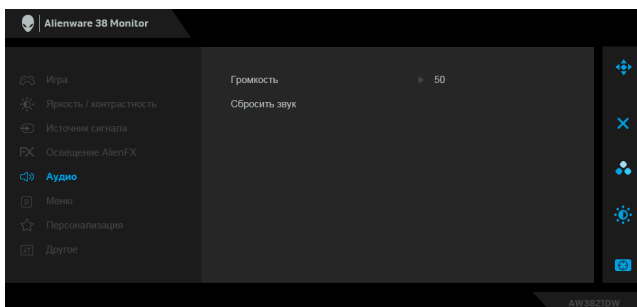 Alienware 38 Monitor
Игра
Яркость / контрастность
Источник сигнала
FX Освещение AlienFX
Аудио
Меню
Персонализация
Другое
Громкость 50
Сбросить звук
AW3821DW